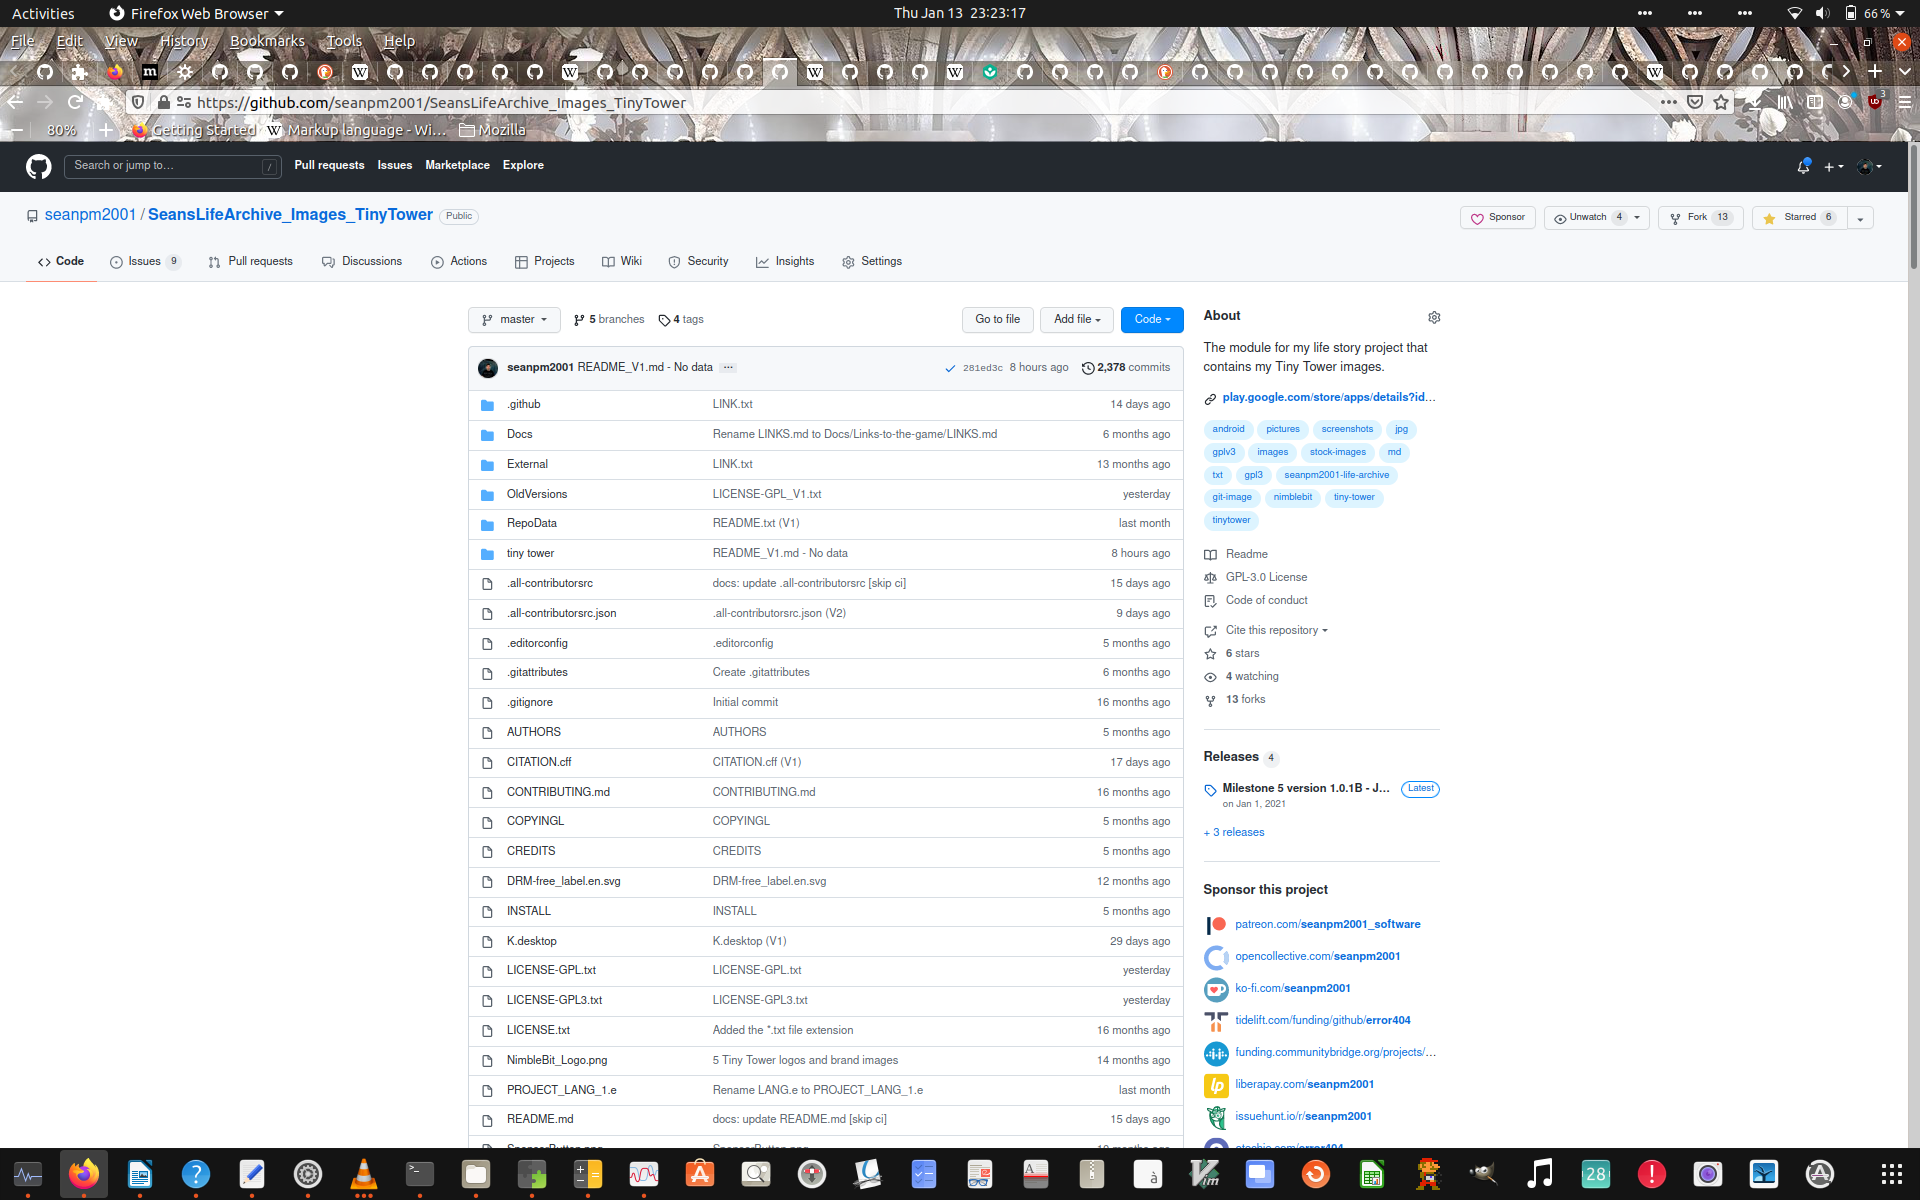 Activities Firefox Web Browser Thu Jan 13 23:23:17 66 %
File Edit View History Bookmarks Tools Help
https://github.com/seanpm2001/SeansLifeArchive_Images_TinyTower
80% Getting Started Markup language - Wi… Mozilla
Search or jump to… / Pull requests Issues Marketplace Explore
seanpm2001 / SeansLifeArchive_Images_TinyTower Public
Sponsor Unwatch 4 Fork 13 Starred 6
Code Issues 9 Pull requests Discussions Actions Projects Wiki Security Insights Settings
master 5 branches 4 tags Go to file Add file Code
seanpm2001 README_V1.md - No data ... 281ed3c 8 hours ago 2,378 commits
.github LINK.txt 14 days ago
Docs Rename LINKS.md to Docs/Links-to-the-game/LINKS.md 6 months ago
External LINK.txt 13 months ago
OldVersions LICENSE-GPL_V1.txt yesterday
RepoData README.txt (V1) last month
tiny tower README_V1.md - No data 8 hours ago
.all-contributorsrc docs: update .all-contributorsrc [skip ci] 15 days ago
.all-contributorsrc.json .all-contributorsrc.json (V2) 9 days ago
.editorconfig .editorconfig 5 months ago
.gitattributes Create .gitattributes 6 months ago
.gitignore Initial commit 16 months ago
AUTHORS AUTHORS 5 months ago
CITATION.cff CITATION.cff (V1) 17 days ago
CONTRIBUTING.md CONTRIBUTING.md 16 months ago
COPYINGL COPYINGL 5 months ago
CREDITS CREDITS 5 months ago
DRM-free_label.en.svg DRM-free_label.en.svg 12 months ago
INSTALL INSTALL 5 months ago
K.desktop K.desktop (V1) 29 days ago
LICENSE-GPL.txt LICENSE-GPL.txt yesterday
LICENSE-GPL3.txt LICENSE-GPL3.txt yesterday
LICENSE.txt Added the *.txt file extension 16 months ago
NimbleBit_Logo.png 5 Tiny Tower logos and brand images 14 months ago
PROJECT_LANG_1.e Rename LANG.e to PROJECT_LANG_1.e last month
README.md docs: update README.md [skip ci] 15 days ago
About
The module for my life story project that
contains my Tiny Tower images.
play.google.com/store/apps/details?id…
android pictures screenshots jpg
gplv3 images stock-images md
txt gpl3 seanpm2001-life-archive
git-image nimblebit tiny-tower
tinytower
Readme
GPL-3.0 License
Code of conduct
Cite this repository
6 stars
4 watching
13 forks
Releases 4
Milestone 5 version 1.0.1B - J… Latest
on Jan 1, 2021
+ 3 releases
Sponsor this project
patreon.com/seanpm2001_software
opencollective.com/seanpm2001
ko-fi.com/seanpm2001
tidelift.com/funding/github/error404
funding.communitybridge.org/projects/…
liberapay.com/seanpm2001
issuehunt.io/r/seanpm2001
28